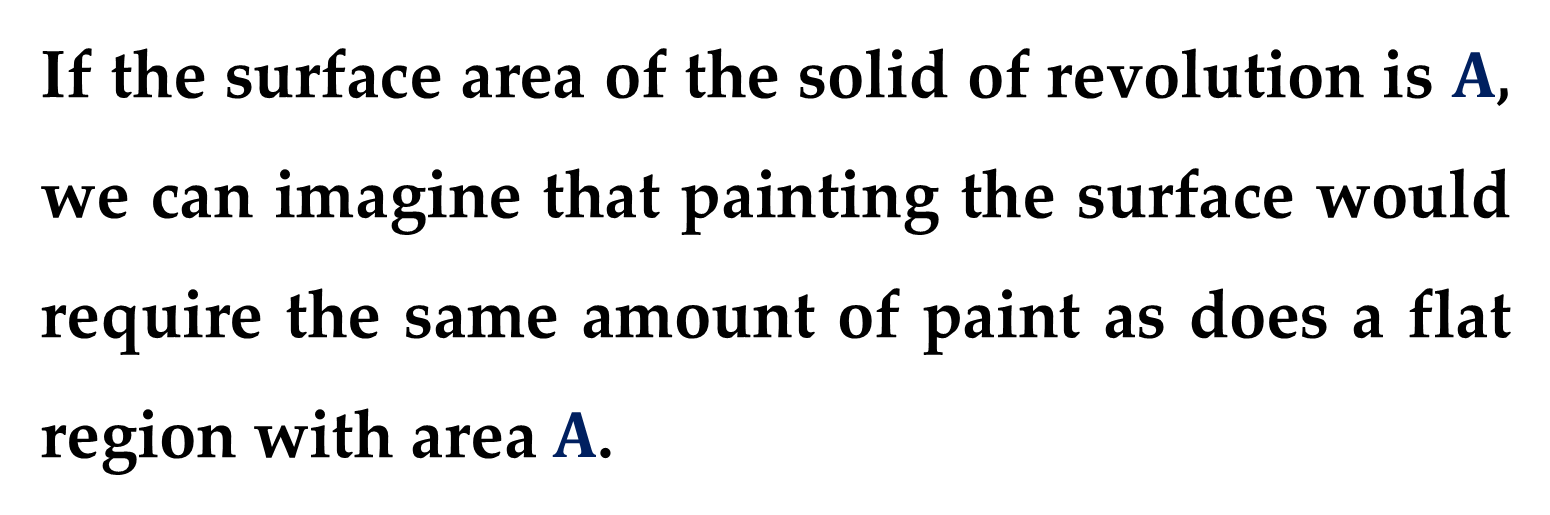 If the surface area of the solid of revolution is A,
we can imagine that painting the surface would
require the same amount of paint as does a flat
region with area A.